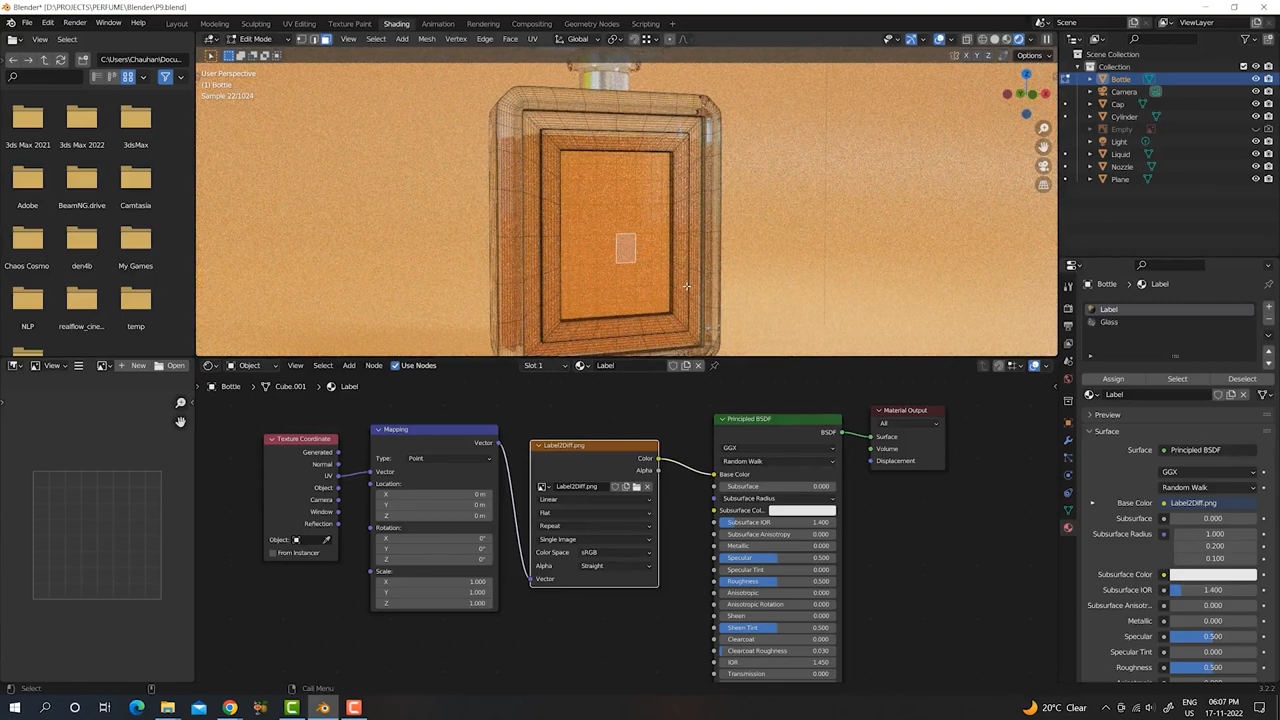 Blender* [D:\PROJECTS\PERFUME\Blender\P9.blend]
File Edit Render Window Help
Layout Modeling Sculpting UV Editing Texture Paint Shading Animation Rendering Compositing Geometry Nodes Scripting +
Scene
ViewLayer
View Select
Edit Mode View Select Add Mesh Vertex Edge Face UV
Global
Scene Collection
Collection
Bottle
Camera
Cap
Cylinder
Empty
Light
Liquid
Nozzle
Plane
C:\Users\Chauhan\Docu...
X Y Z Options
User Perspective
(1) Bottle
Sample 22/1024
3ds Max 2021
3ds Max 2022
3dsMax
Adobe
BeamNG.drive
Camtasia
Chaos Cosmo
den4b
My Games
NLP
realflow_cine...
temp
View
New
Open
Object View Select Add Node Use Nodes
Slot 1
Label
Bottle > Cube.001 > Label
Texture Coordinate
Generated
Normal
UV
Object
Camera
Window
Reflection
Object:
From Instancer
Mapping
Vector
Type: Point
Vector
Location:
X 0 m
Y 0 m
Z 0 m
Rotation:
X 0°
Y 0°
Z 0°
Scale:
X 1.000
Y 1.000
Z 1.000
Label2Diff.png
Color
Alpha
Label2Diff.png
Linear
Flat
Repeat
Single Image
Color Space sRGB
Alpha Straight
Vector
Principled BSDF
BSDF
GGX
Random Walk
Base Color
Subsurface 0.000
Subsurface Radius
Subsurface Col...
Subsurface IOR 1.400
Subsurface Anisotropy 0.000
Metallic 0.000
Specular 0.500
Specular Tint 0.000
Roughness 0.500
Anisotropic 0.000
Anisotropic Rotation 0.000
Sheen 0.000
Sheen Tint 0.500
Clearcoat 0.000
Clearcoat Roughness 0.030
IOR 1.450
Transmission 0.000
Material Output
All
Surface
Volume
Displacement
Bottle > Label
Label
Glass
Assign Select Deselect
Label
Preview
Surface
Surface Principled BSDF
GGX
Random Walk
Base Color Label2Diff.png
Subsurface 0.000
Subsurface Radius 1.000
0.200
0.100
Subsurface Color
Subsurface IOR 1.400
Subsurface Anisotr... 0.000
Metallic 0.000
Specular 0.500
Specular Tint 0.000
Roughness 0.500
Select
Call Menu
3.2.2
20°C Clear
ENG
US
06:07 PM
17-11-2022